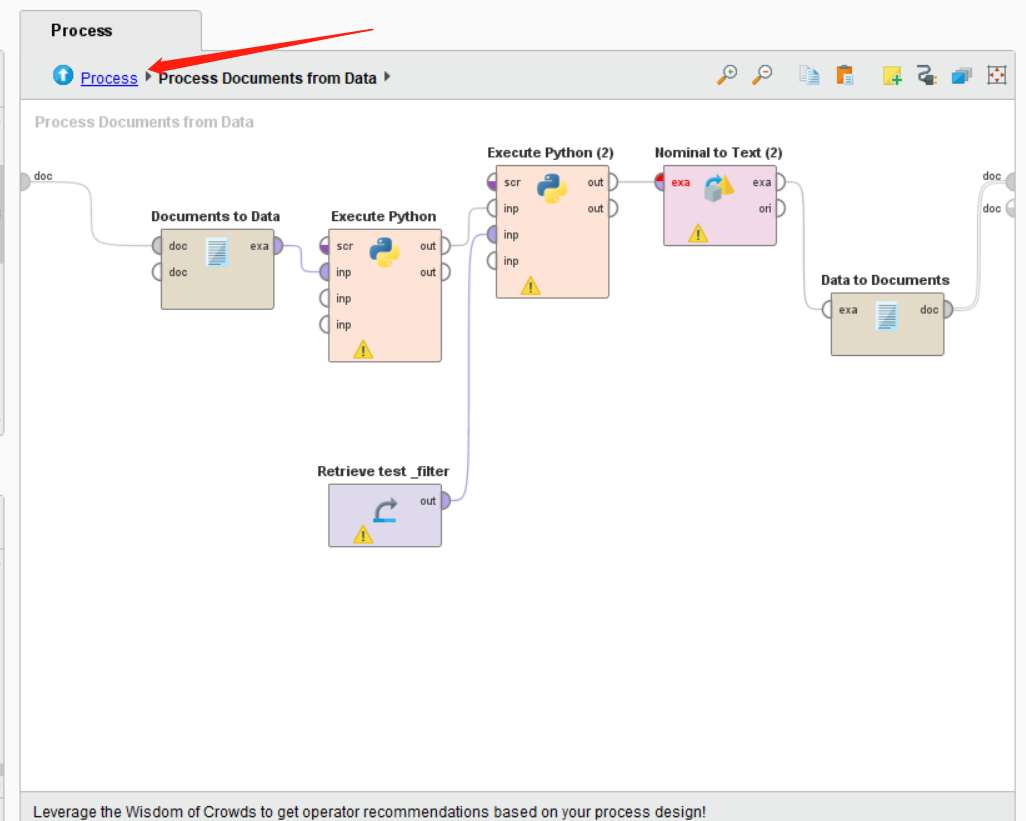 Process
Process Process Documents from Data
Process Documents from Data
doc
Documents to Data
doc exa
doc
Execute Python
scr out
inp out
inp
inp
Execute Python (2)
scr out
inp out
inp
inp
Nominal to Text (2)
exa exa
ori
doc
doc
Data to Documents
exa doc
Retrieve test _filter
out
Leverage the Wisdom of Crowds to get operator recommendations based on your process design!